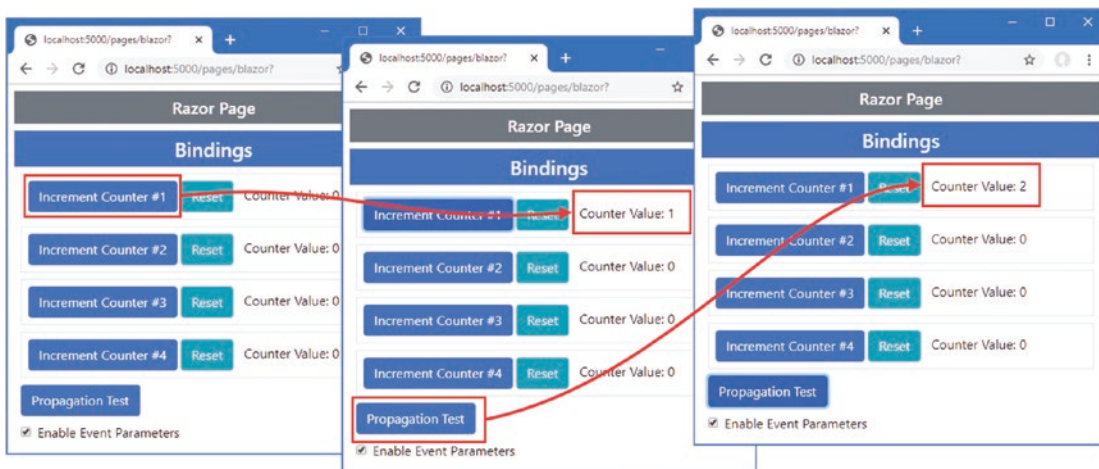 localhost:5000/pages/blazor?
localhost:5000/pages/blazor?
Razor Page
Bindings
Increment Counter #1 Reset Counter Value: 0
Increment Counter #2 Reset Counter Value: 0
Increment Counter #3 Reset Counter Value: 0
Increment Counter #4 Reset Counter Value: 0
Propagation Test
Enable Event Parameters
localhost:5000/pages/blazor?
localhost:5000/pages/blazor?
Razor Page
Bindings
Increment Counter #1 Reset Counter Value: 1
Increment Counter #2 Reset Counter Value: 0
Increment Counter #3 Reset Counter Value: 0
Increment Counter #4 Reset Counter Value: 0
Propagation Test
Enable Event Parameters
localhost:5000/pages/blazor?
localhost:5000/pages/blazor?
Razor Page
Bindings
Increment Counter #1 Reset Counter Value: 2
Increment Counter #2 Reset Counter Value: 0
Increment Counter #3 Reset Counter Value: 0
Increment Counter #4 Reset Counter Value: 0
Propagation Test
Enable Event Parameters